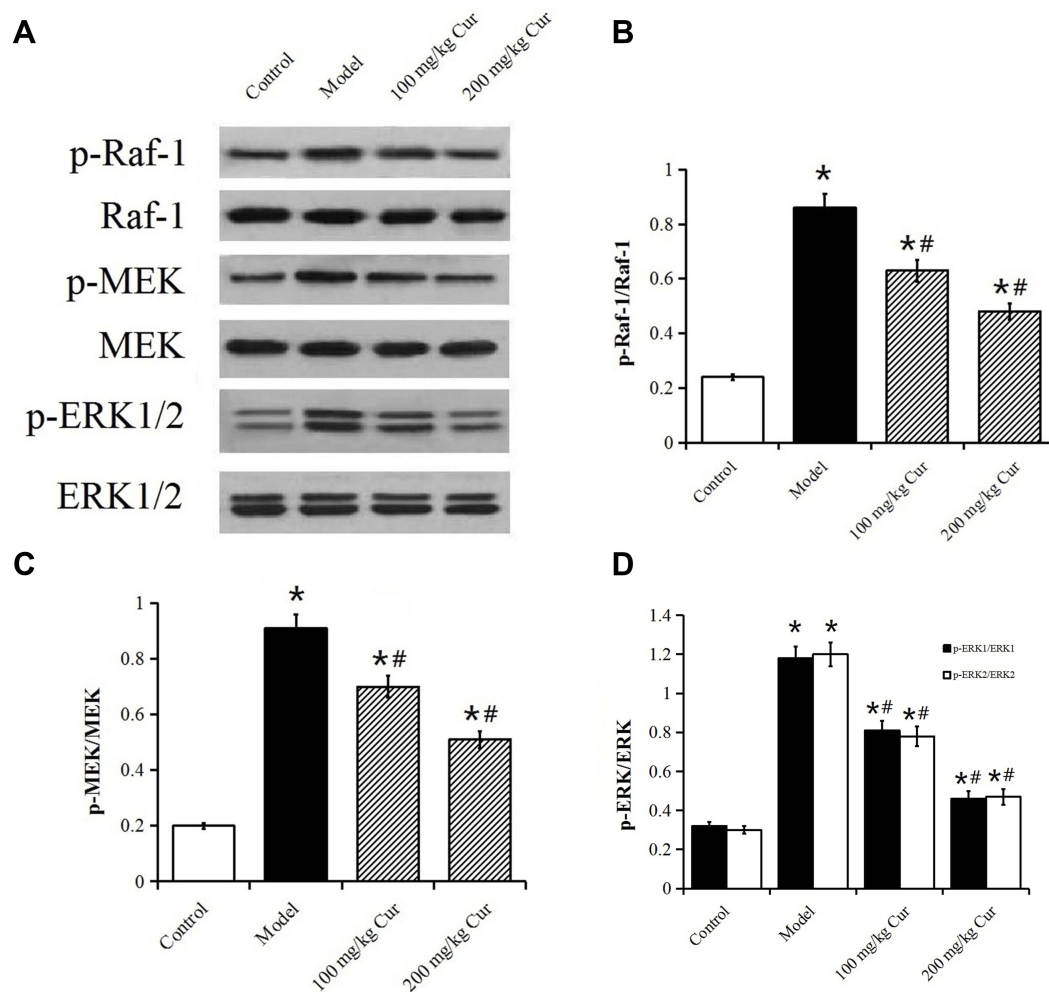 A
Control
Model
100 mg/kg Cur
200 mg/kg Cur
p-Raf-1
Raf-1
p-MEK
MEK
p-ERK1/2
ERK1/2
B
p-Raf-1/Raf-1
1
0.8
0.6
0.4
0.2
0
*
*#
*#
Control
Model
100 mg/kg Cur
200 mg/kg Cur
C
p-MEK/MEK
1
0.8
0.6
0.4
0.2
0
*
*#
*#
Control
Model
100 mg/kg Cur
200 mg/kg Cur
D
p-ERK/ERK
1.4
1.2
1
0.8
0.6
0.4
0.2
0
* *
*# *#
*# *#
p-ERK1/ERK1
p-ERK2/ERK2
Control
Model
100 mg/kg Cur
200 mg/kg Cur